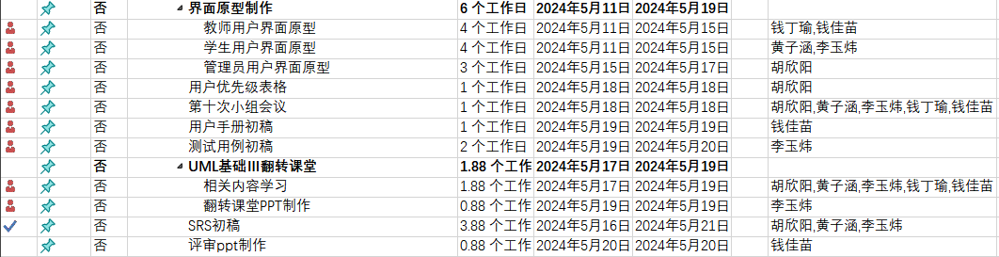 否 界面原型制作 6 个工作日 2024年5月11日 2024年5月19日
否 教师用户界面原型 4 个工作日 2024年5月11日 2024年5月15日 钱丁瑜,钱佳苗
否 学生用户界面原型 4 个工作日 2024年5月11日 2024年5月15日 黄子涵,李玉炜
否 管理员用户界面原型 3 个工作日 2024年5月15日 2024年5月17日 胡欣阳
否 用户优先级表格 1 个工作日 2024年5月18日 2024年5月18日 胡欣阳
否 第十次小组会议 1 个工作日 2024年5月18日 2024年5月18日 胡欣阳,黄子涵,李玉炜,钱丁瑜,钱佳苗
否 用户手册初稿 1 个工作日 2024年5月19日 2024年5月19日 钱佳苗
否 测试用例初稿 2 个工作日 2024年5月19日 2024年5月20日 李玉炜
否 UML基础III翻转课堂 1.88 个工作 2024年5月17日 2024年5月19日
否 相关内容学习 1.88 个工作 2024年5月17日 2024年5月19日 胡欣阳,黄子涵,李玉炜,钱丁瑜,钱佳苗
否 翻转课堂PPT制作 0.88 个工作 2024年5月19日 2024年5月19日 李玉炜
否 SRS初稿 3.88 个工作 2024年5月16日 2024年5月21日 胡欣阳,黄子涵,李玉炜
否 评审ppt制作 0.88 个工作 2024年5月20日 2024年5月20日 钱佳苗